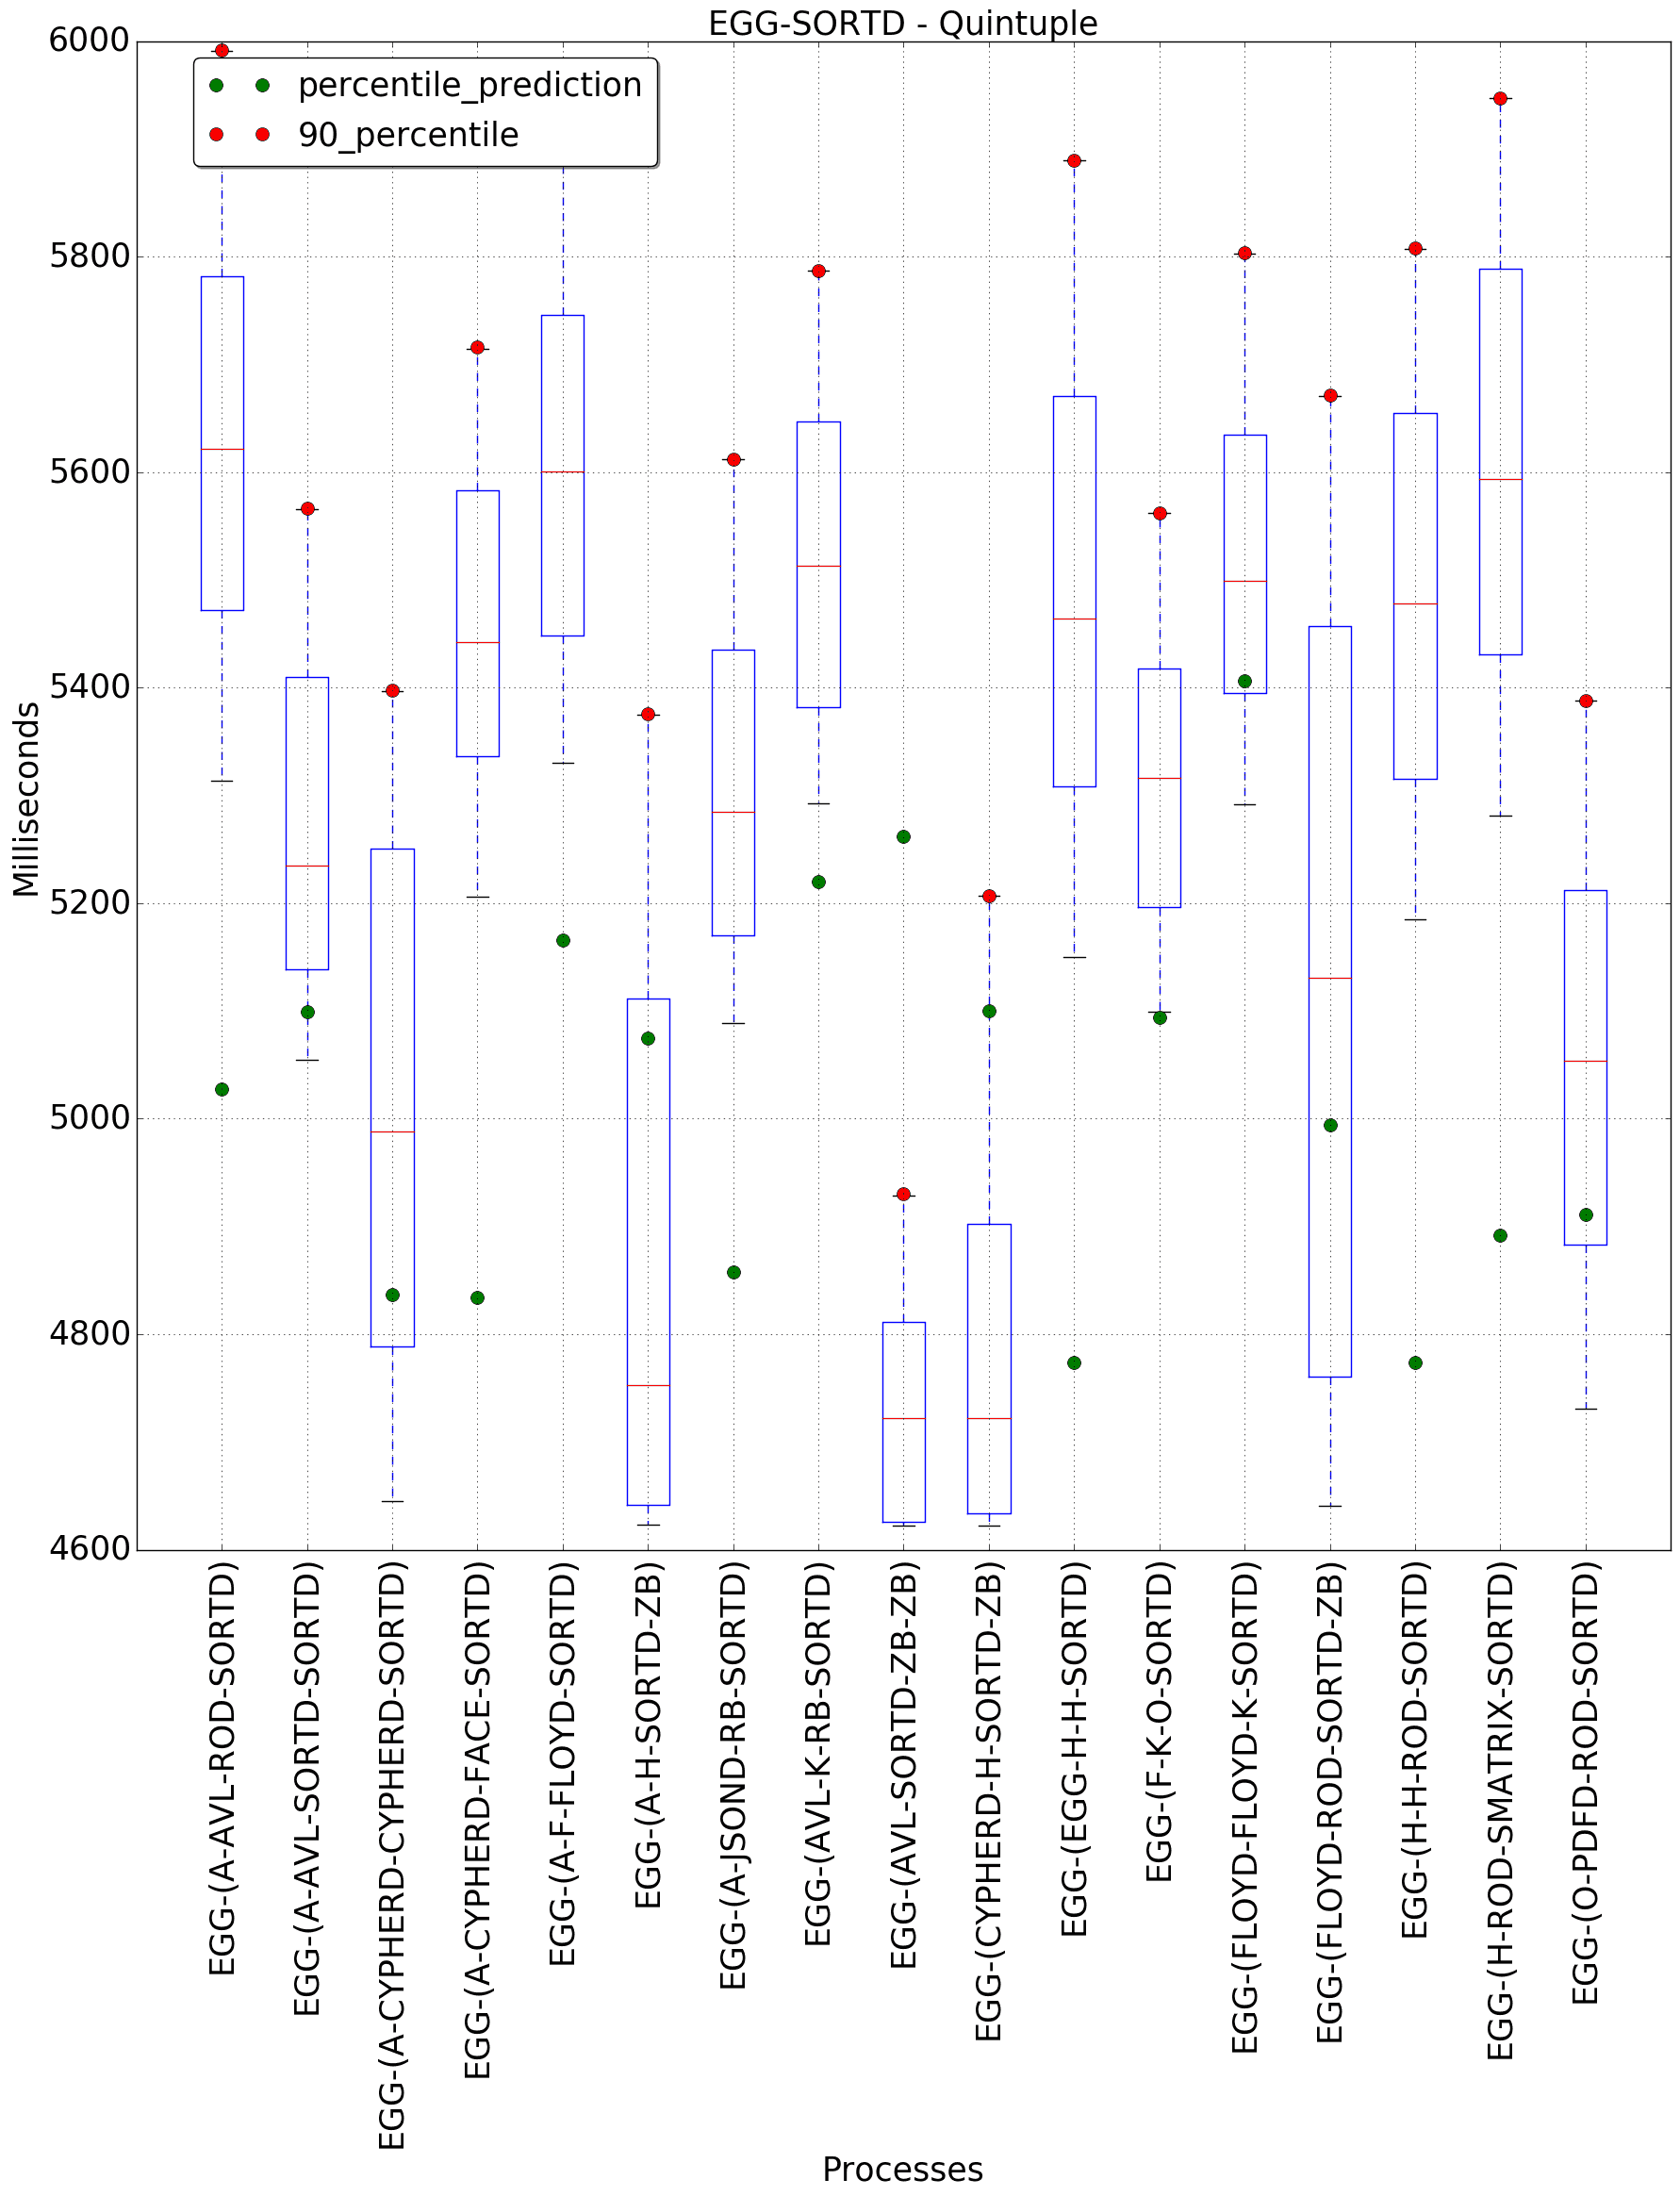 EGG-SORTD - Quintuple
6000
5800
5600
5400
5200
5000
4800
4600
Milliseconds
percentile_prediction
90_percentile
EGG-(A-AVL-ROD-SORTD)
EGG-(A-AVL-SORTD-SORTD)
EGG-(A-CYPHERD-CYPHERD-SORTD)
EGG-(A-CYPHERD-FACE-SORTD)
EGG-(A-F-FLOYD-SORTD)
EGG-(A-H-SORTD-ZB)
EGG-(A-JSOND-RB-SORTD)
EGG-(AVL-K-RB-SORTD)
EGG-(AVL-SORTD-ZB-ZB)
EGG-(CYPHERD-H-SORTD-ZB)
EGG-(EGG-H-H-SORTD)
EGG-(F-K-O-SORTD)
EGG-(FLOYD-FLOYD-K-SORTD)
EGG-(FLOYD-ROD-SORTD-ZB)
EGG-(H-H-ROD-SORTD)
EGG-(H-ROD-SMATRIX-SORTD)
EGG-(O-PDFD-ROD-SORTD)
Processes